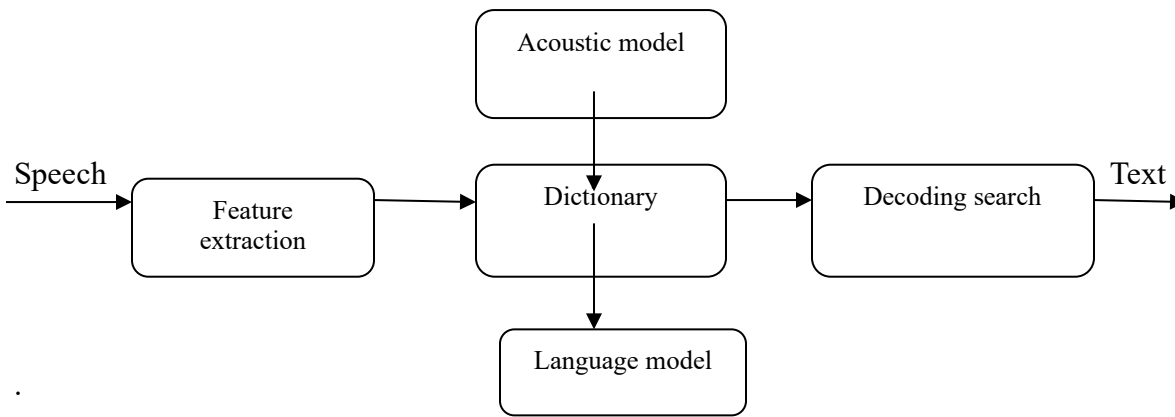 Acoustic model
Speech
Feature
extraction
Dictionary
Decoding search
Text
Language model
.